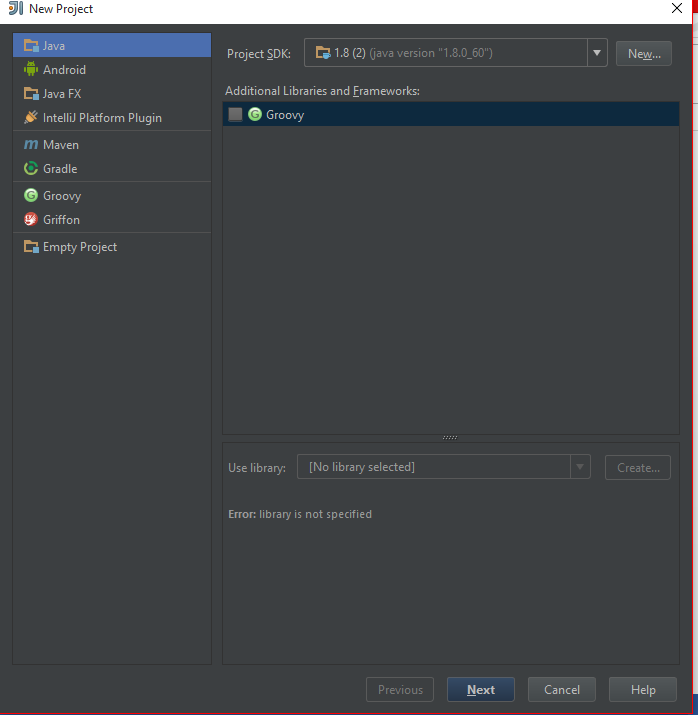 New Project
Java
Android
Java FX
IntelliJ Platform Plugin
Maven
Gradle
Groovy
Griffon
Empty Project
Project SDK: 1.8 (2) (java version "1.8.0_60") New...
Additional Libraries and Frameworks:
Groovy
Use library: [No library selected] Create...
Error: library is not specified
Previous Next Cancel Help